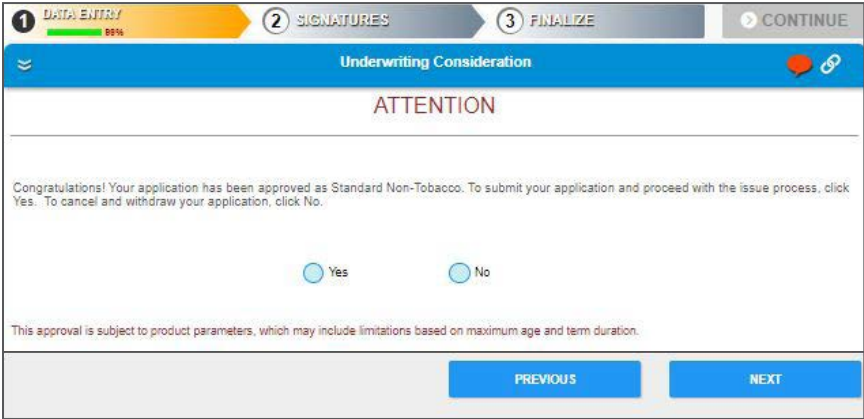 1 DATA ENTRY 2 SIGNATURES 3 FINALIZE CONTINUE
Underwriting Consideration
ATTENTION
Congratulations! Your application has been approved as Standard Non-Tobacco. To submit your application and proceed with the issue process, click
Yes. To cancel and withdraw your application, click No.
Yes No
This approval is subject to product parameters, which may include limitations based on maximum age and term duration.
PREVIOUS NEXT